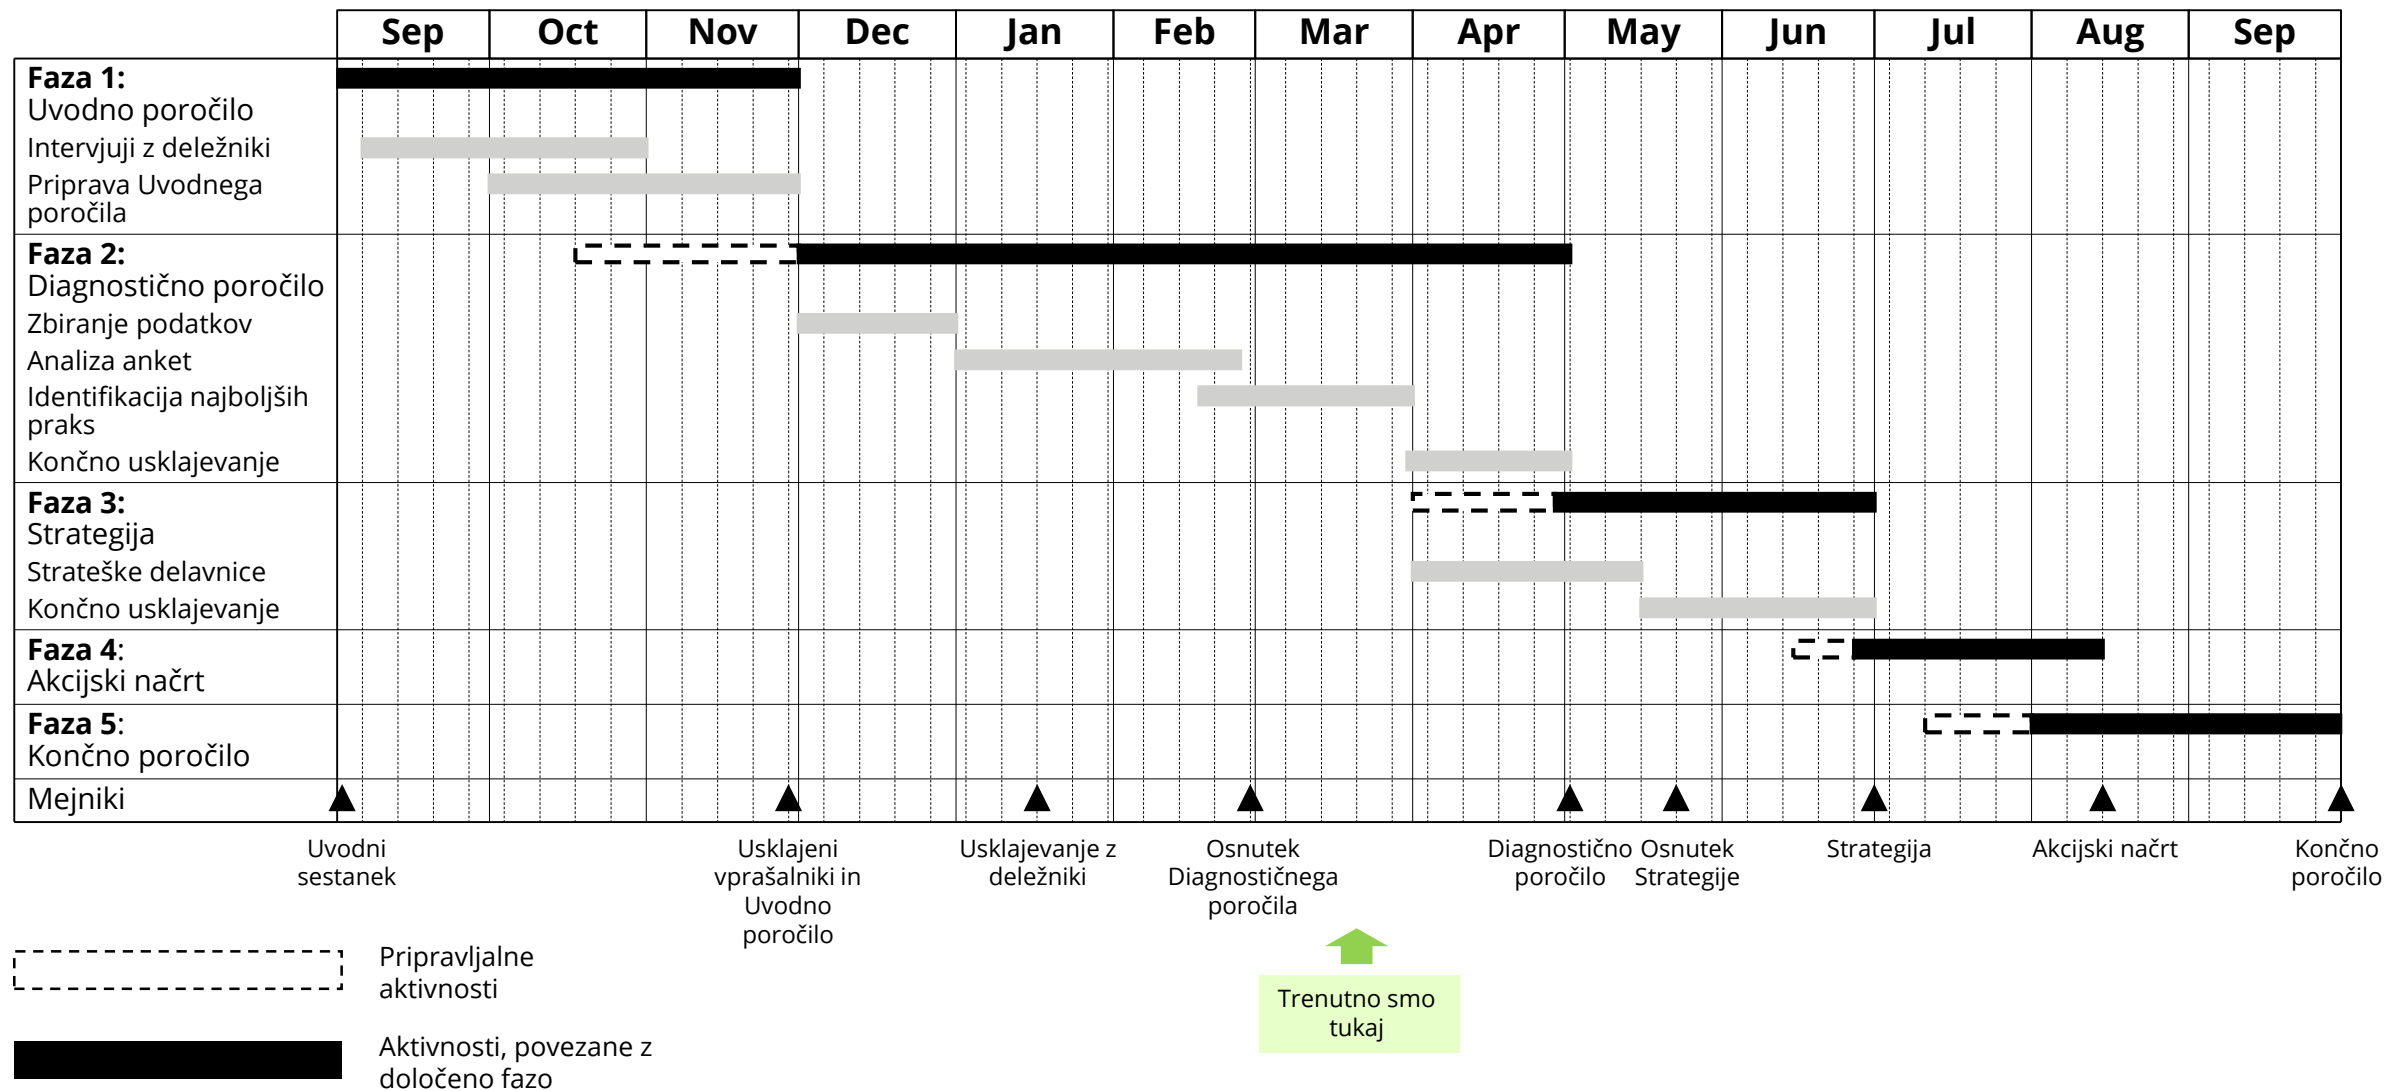 Sep Oct Nov Dec Jan Feb Mar Apr May Jun Jul Aug Sep
Faza 1:
Uvodno poročilo
Intervjuji z deležniki
Priprava Uvodnega
poročila
Faza 2:
Diagnostično poročilo
Zbiranje podatkov
Analiza anket
Identifikacija najboljših
praks
Končno usklajevanje
Faza 3:
Strategija
Strateške delavnice
Končno usklajevanje
Faza 4:
Akcijski načrt
Faza 5:
Končno poročilo
Mejniki
Uvodni
sestanek
Usklajeni
vprašalniki in
Uvodno
poročilo
Usklajevanje z
deležniki
Osnutek
Diagnostičnega
poročila
Diagnostično
poročilo
Osnutek
Strategije
Strategija
Akcijski načrt
Končno
poročilo
Trenutno smo
tukaj
Pripravljalne
aktivnosti
Aktivnosti, povezane z
določeno fazo